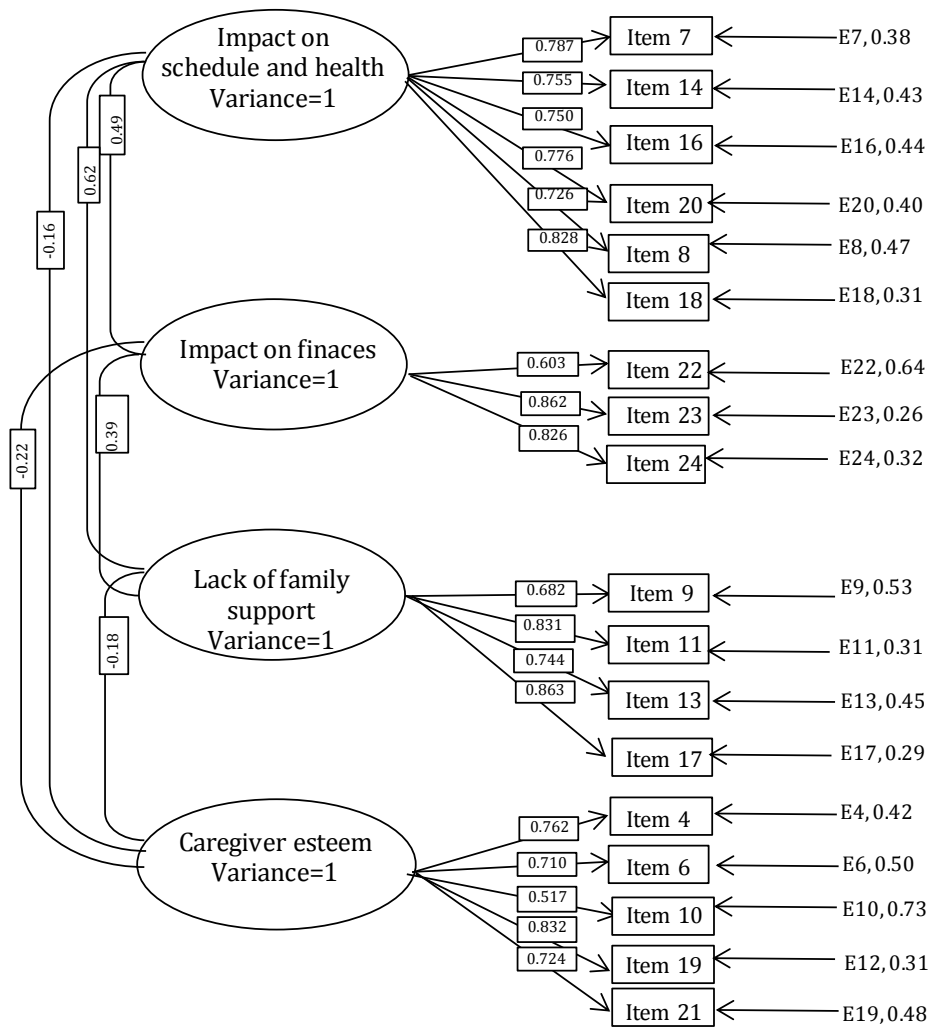 Impact on
schedule and health
Variance=1
0.787
0.755
0.750
0.776
0.726
0.828
Item 7
Item 14
Item 16
Item 20
Item 8
Item 18
E7,0.38
E14,0.43
E16,0.44
E20,0.40
E8,0.47
E18,0.31
0.49
0.62
-0.16
Impact on finaces
Variance=1
0.603
0.862
0.826
Item 22
Item 23
Item 24
E22,0.64
E23,0.26
E24,0.32
0.39
-0.22
Lack of family
support
Variance=1
0.682
0.831
0.744
0.863
Item 9
Item 11
Item 13
Item 17
E9,0.53
E11,0.31
E13,0.45
E17,0.29
-0.18
Caregiver esteem
Variance=1
0.762
0.710
0.517
0.832
0.724
Item 4
Item 6
Item 10
Item 19
Item 21
E4,0.42
E6,0.50
E10,0.73
E12,0.31
E19,0.48